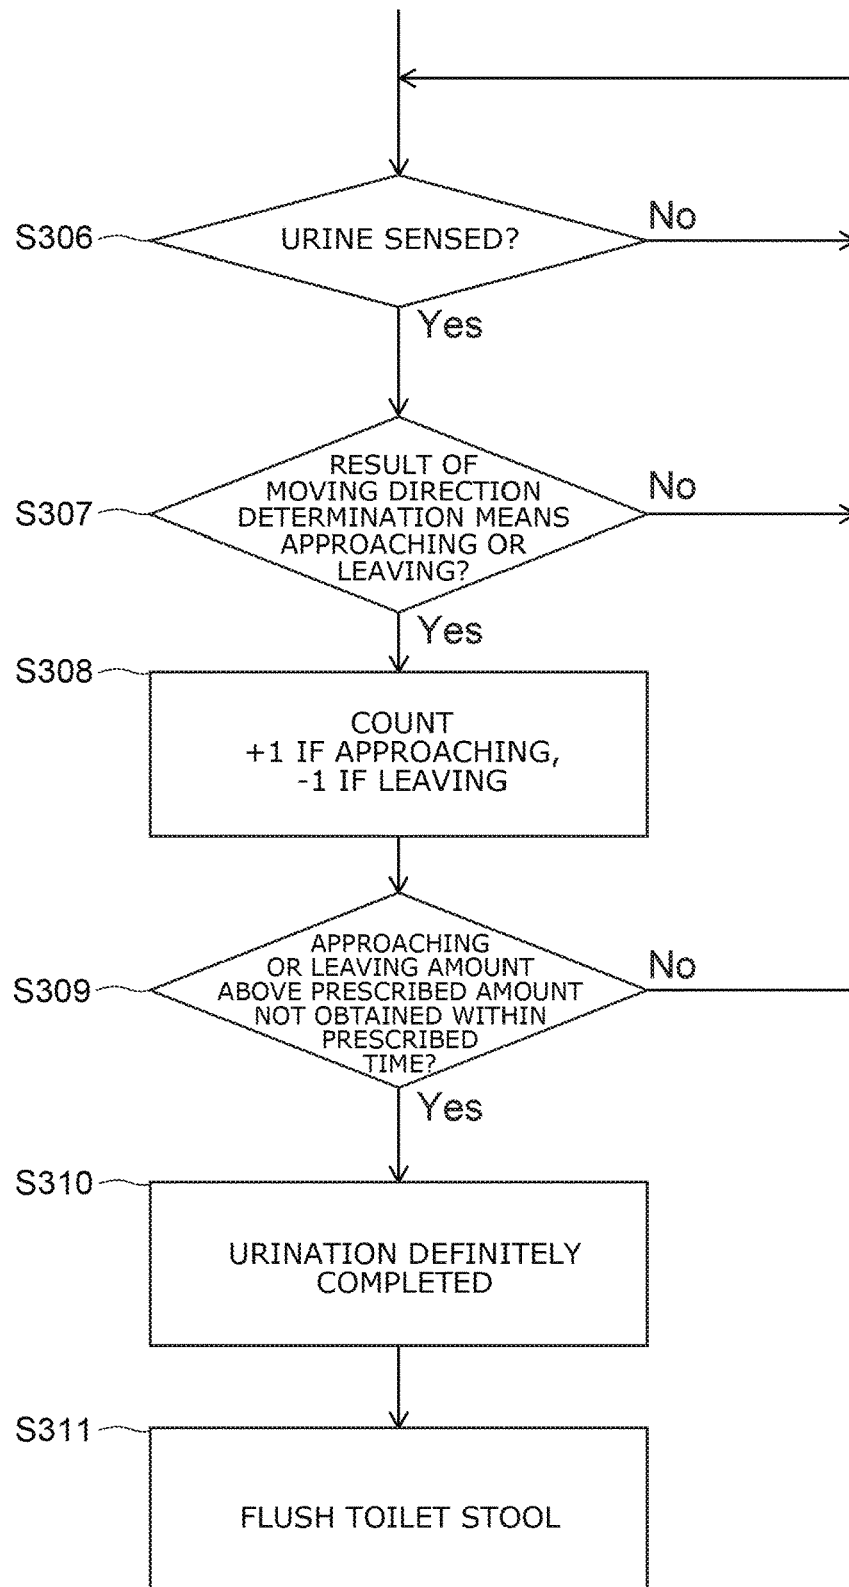 S306
URINE SENSED?
No
Yes
S307
RESULT OF
MOVING DIRECTION
DETERMINATION MEANS
APPROACHING OR
LEAVING?
No
Yes
S308
COUNT
+1 IF APPROACHING,
-1 IF LEAVING
S309
APPROACHING
OR LEAVING AMOUNT
ABOVE PRESCRIBED AMOUNT
NOT OBTAINED WITHIN
PRESCRIBED
TIME?
No
Yes
S310
URINATION DEFINITELY
COMPLETED
S311
FLUSH TOILET STOOL